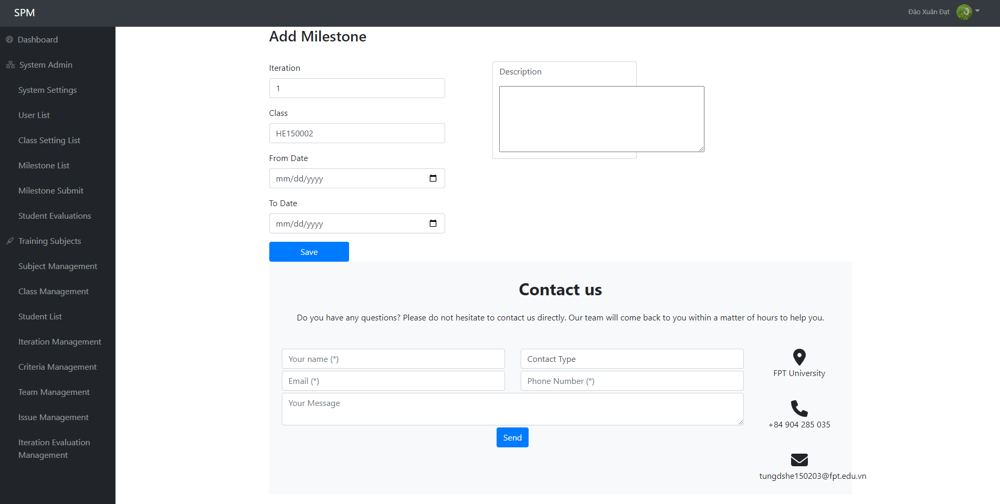 SPM
Đào Xuân Đạt
Dashboard
System Admin
System Settings
User List
Class Setting List
Milestone List
Milestone Submit
Student Evaluations
Training Subjects
Subject Management
Class Management
Student List
Iteration Management
Criteria Management
Team Management
Issue Management
Iteration Evaluation
Management
Add Milestone
Iteration
1
Class
HE150002
From Date
mm/dd/yyyy
To Date
mm/dd/yyyy
Save
Description
Contact us
Do you have any questions? Please do not hesitate to contact us directly. Our team will come back to you within a matter of hours to help you.
Your name (*)
Contact Type
Email (*)
Phone Number (*)
Your Message
Send
FPT University
+84 904 285 035
tungdshe150203@fpt.edu.vn